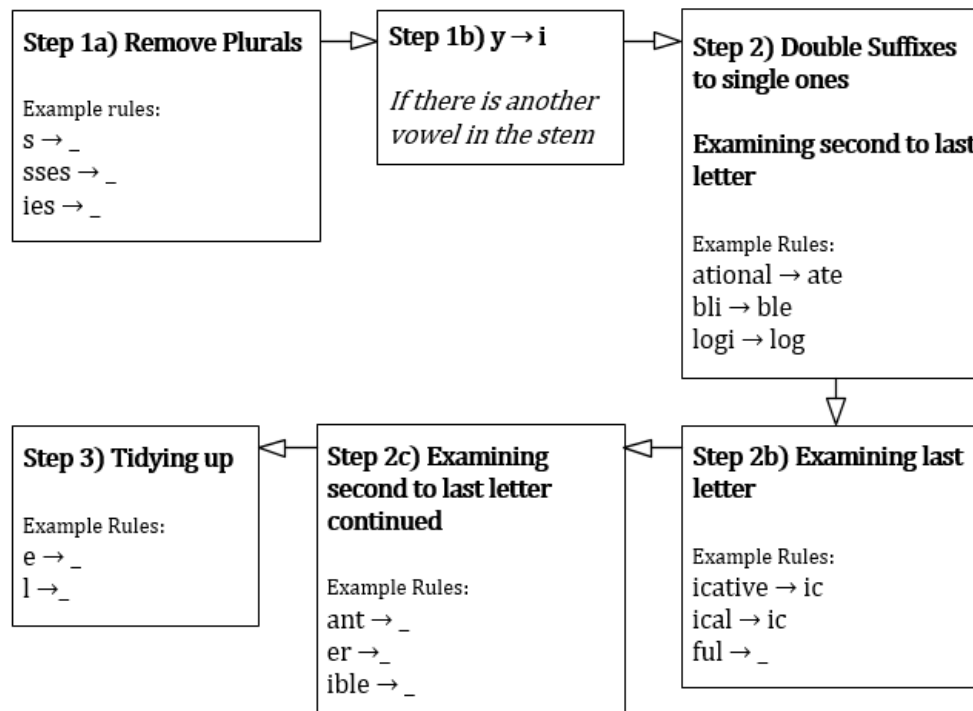 Step 1a) Remove Plurals
Example rules:
s → _
sses → _
ies → _
Step 1b) y → i
If there is another
vowel in the stem
Step 2) Double Suffixes
to single ones
Examining second to last
letter
Example Rules:
ational → ate
bli → ble
logi → log
Step 2b) Examining last
letter
Example Rules:
icative → ic
ical → ic
ful → _
Step 2c) Examining
second to last letter
continued
Example Rules:
ant → _
er →_
ible → _
Step 3) Tidying up
Example Rules:
e → _
l →_